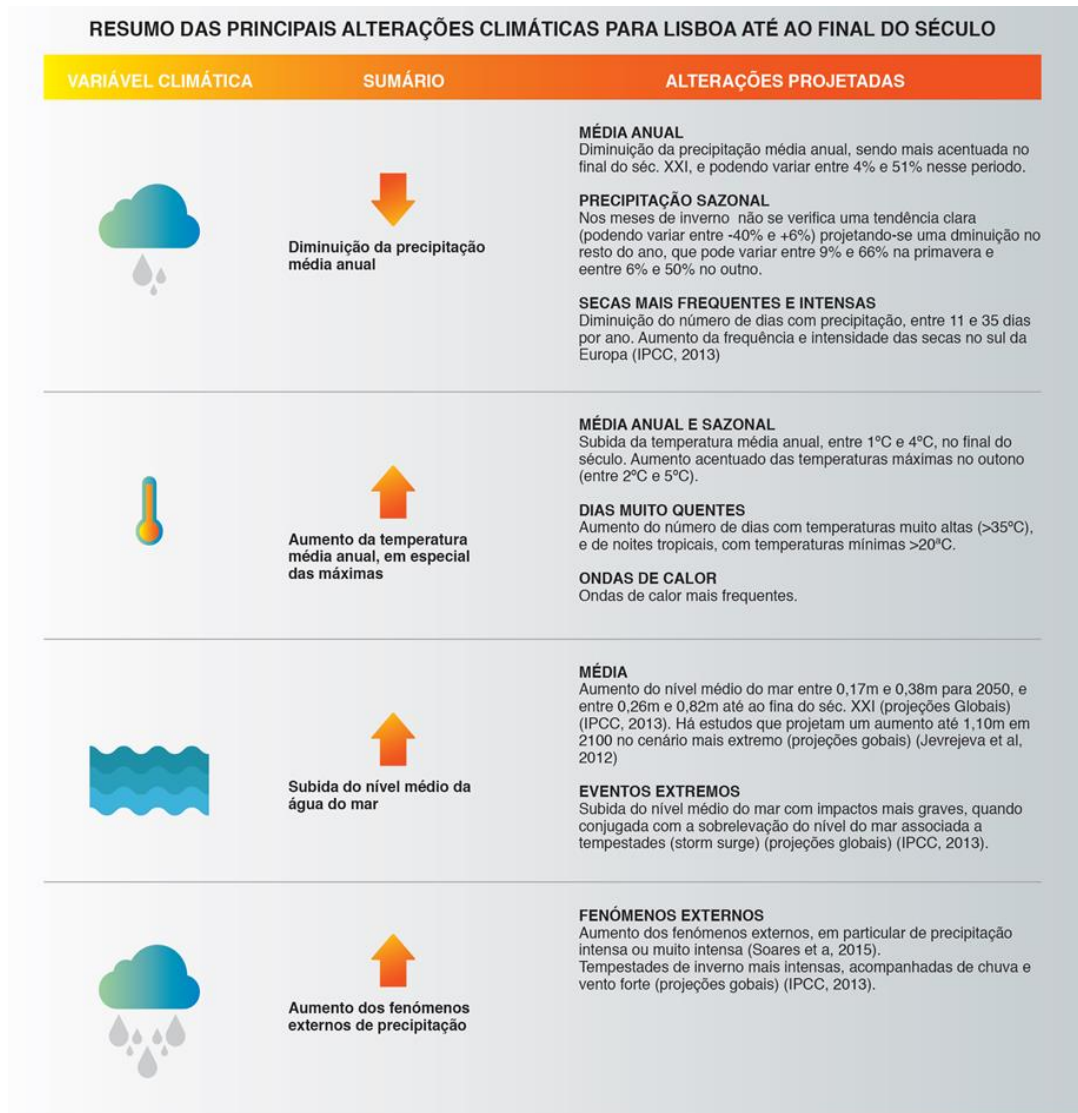 RESUMO DAS PRINCIPAIS ALTERAÇÕES CLIMÁTICAS PARA LISBOA ATÉ AO FINAL DO SÉCULO
VARIÁVEL CLIMÁTICA
SUMÁRIO
ALTERAÇÕES PROJETADAS
Diminuição da precipitação
média anual
MÉDIA ANUAL
Diminuição da precipitação média anual, sendo mais acentuada no
final do séc. XXI, e podendo variar entre 4% e 51% nesse periodo.
PRECIPITAÇÃO SAZONAL
Nos meses de inverno não se verifica uma tendência clara
(podendo variar entre -40% e +6%) projetando-se uma dminuição no
resto do ano, que pode variar entre 9% e 66% na primavera e
eentre 6% e 50% no outno.
SECAS MAIS FREQUENTES E INTENSAS
Diminuição do número de dias com precipitação, entre 11 e 35 dias
por ano. Aumento da frequência e intensidade das secas no sul da
Europa (IPCC, 2013)
Aumento da temperatura
média anual, em especial
das máximas
MÉDIA ANUAL E SAZONAL
Subida da temperatura média anual, entre 1ºC e 4ºC, no final do
século. Aumento acentuado das temperaturas máximas no outono
(entre 2ºC e 5ºC).
DIAS MUITO QUENTES
Aumento do número de dias com temperaturas muito altas (>35ºC),
e de noites tropicais, com temperaturas mínimas >20ªC.
ONDAS DE CALOR
Ondas de calor mais frequentes.
Subida do nível médio da
água do mar
MÉDIA
Aumento do nível médio do mar entre 0,17m e 0,38m para 2050, e
entre 0,26m e 0,82m até ao fina do séc. XXI (projeções Globais)
(IPCC, 2013). Há estudos que projetam um aumento até 1,10m em
2100 no cenário mais extremo (projeções gobais) (Jevrejeva et al,
2012)
EVENTOS EXTREMOS
Subida do nível médio do mar com impactos mais graves, quando
conjugada com a sobrelevação do nível do mar associada a
tempestades (storm surge) (projeções globais) (IPCC, 2013).
Aumento dos fenómenos
externos de precipitação
FENÓMENOS EXTERNOS
Aumento dos fenómenos externos, em particular de precipitação
intensa ou muito intensa (Soares et a, 2015).
Tempestades de inverno mais intensas, acompanhadas de chuva e
vento forte (projeções gobais) (IPCC, 2013).